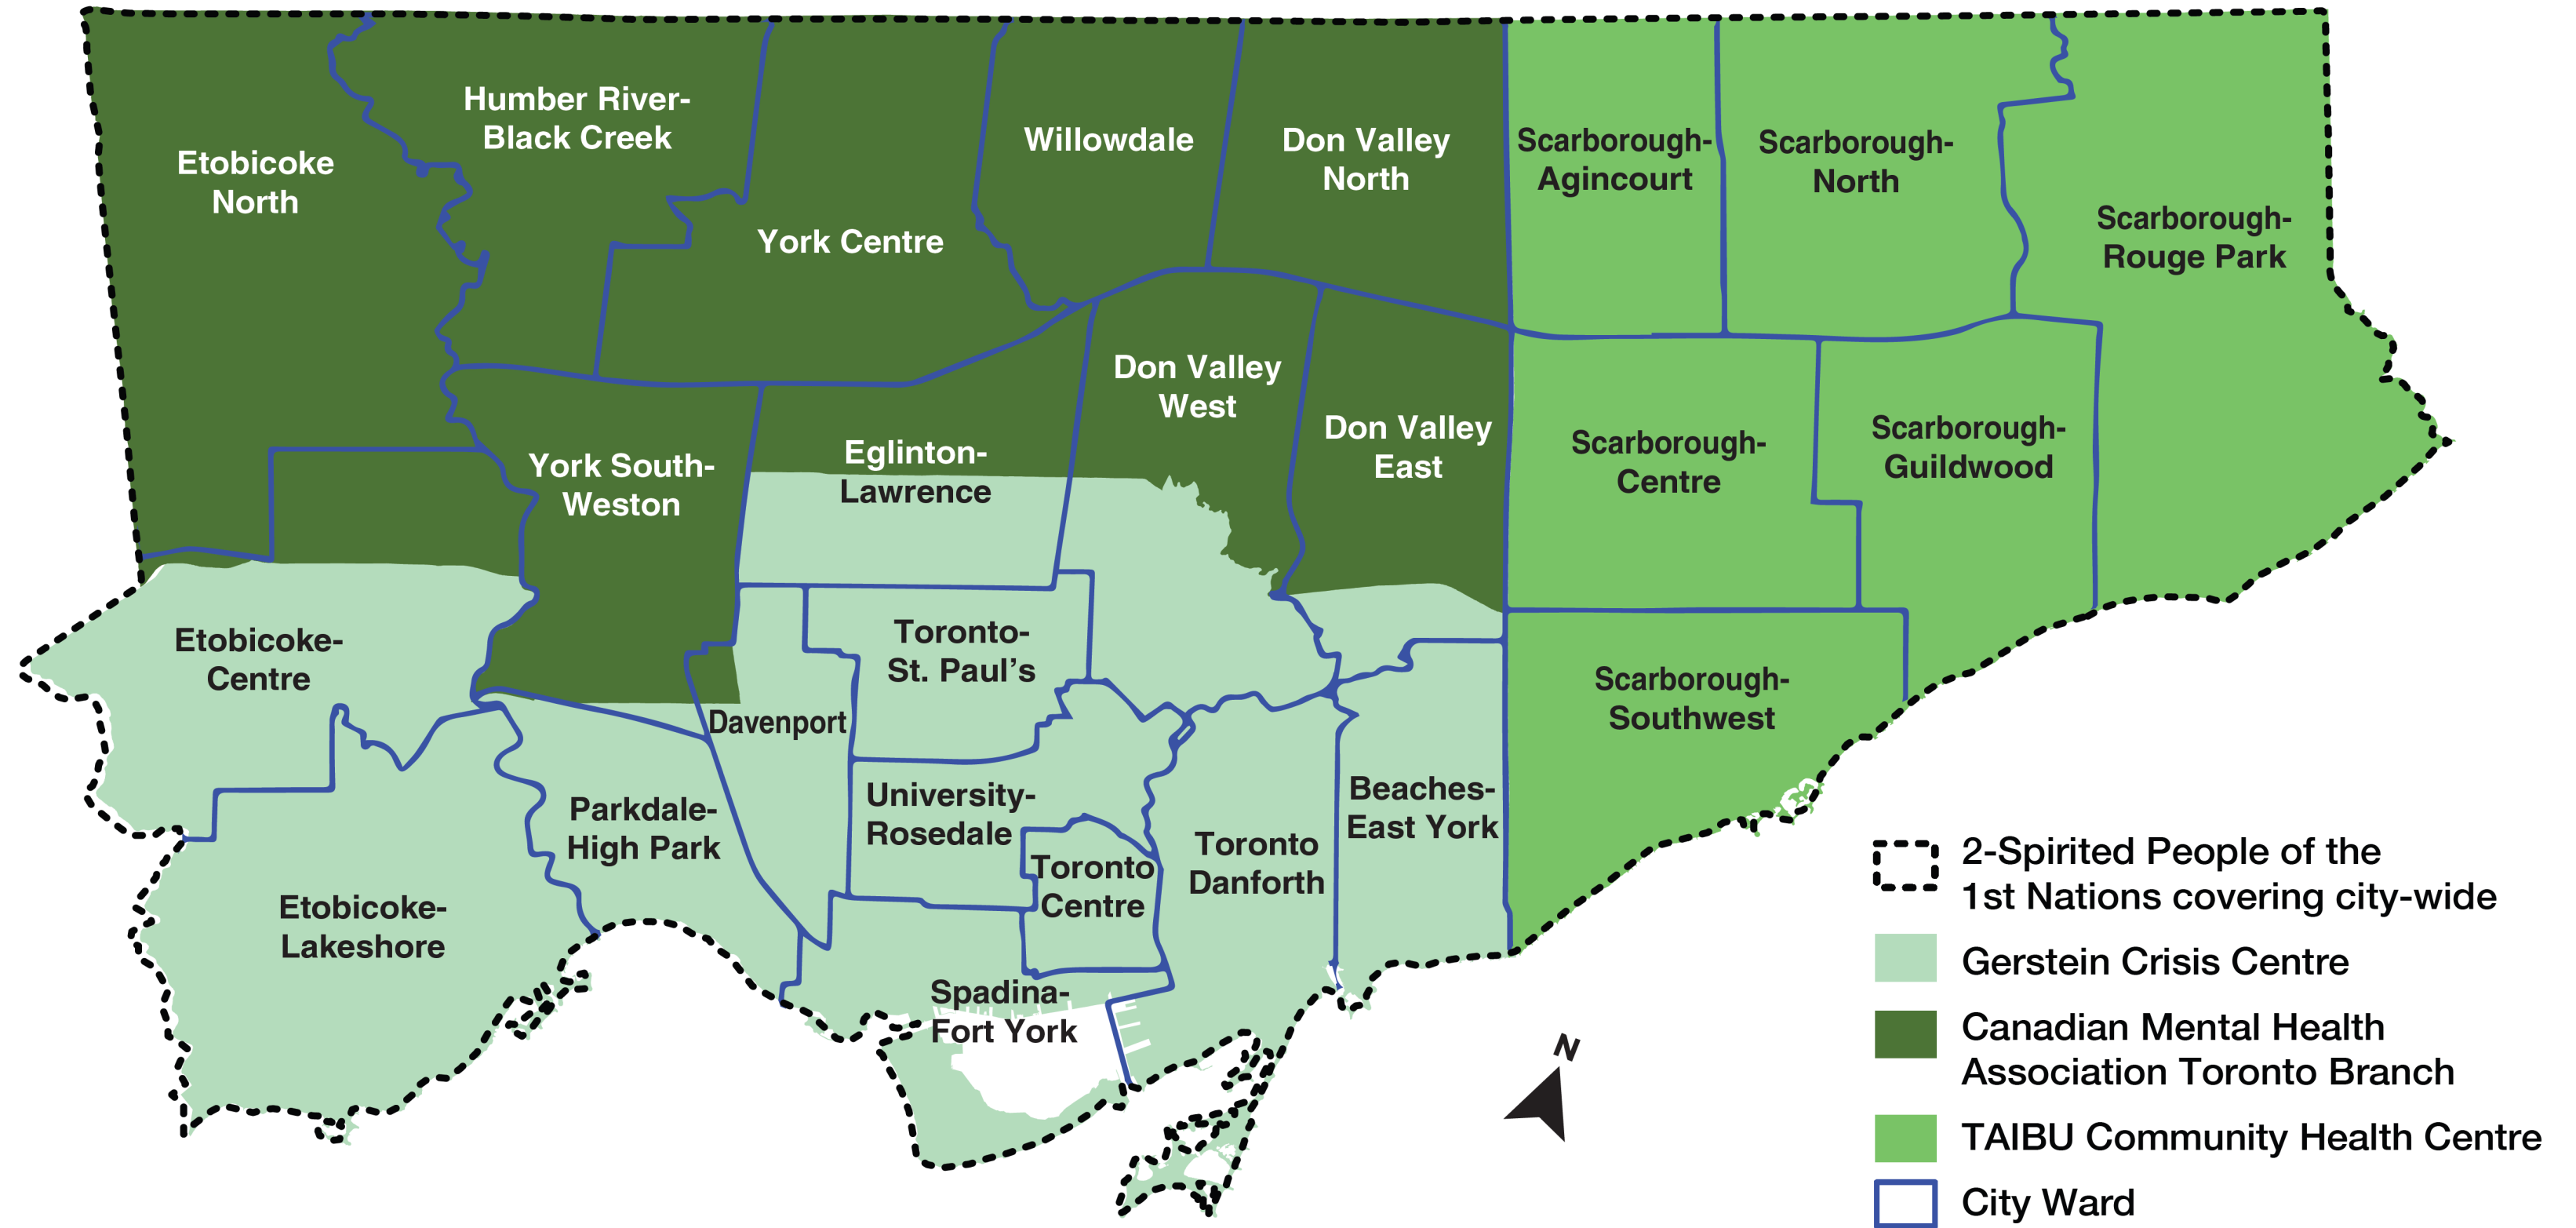 Humber River-
Black Creek
Etobicoke
North
Willowdale
Don Valley
North
Scarborough-
Agincourt
Scarborough-
North
Scarborough-
Rouge Park
York Centre
Don Valley
West
Don Valley
East
Eglinton-
Lawrence
York South-
Weston
Scarborough-
Centre
Scarborough-
Guildwood
Etobicoke-
Centre
Toronto-
St. Paul's
Davenport
Scarborough-
Southwest
Parkdale-
High Park
University-
Rosedale
Toronto
Centre
Toronto
Danforth
Beaches-
East York
Etobicoke-
Lakeshore
Spadina-
Fort York
N
2-Spirited People of the
1st Nations covering city-wide
Gerstein Crisis Centre
Canadian Mental Health
Association Toronto Branch
TAIBU Community Health Centre
City Ward